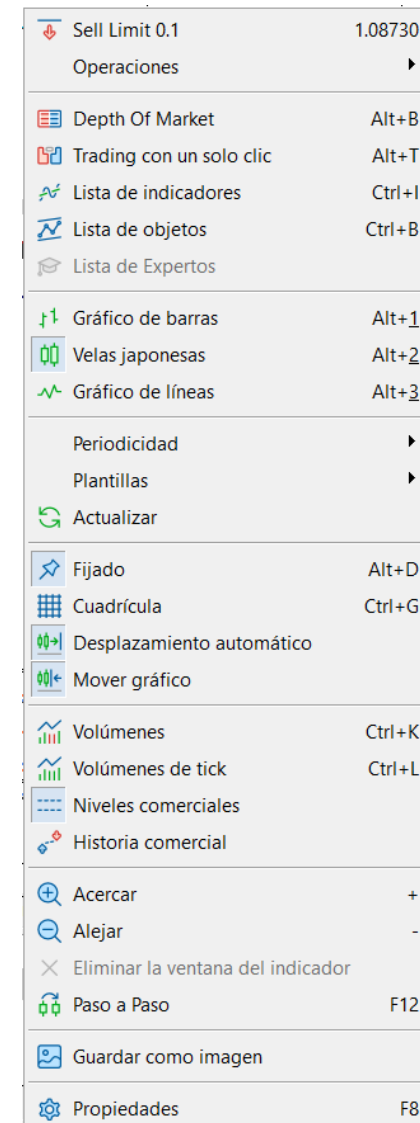 Sell Limit 0.1 1.08730
Operaciones
Depth Of Market Alt+B
Trading con un solo clic Alt+T
Lista de indicadores Ctrl+I
Lista de objetos Ctrl+B
Lista de Expertos
Gráfico de barras Alt+1
Velas japonesas Alt+2
Gráfico de líneas Alt+3
Periodicidad
Plantillas
Actualizar
Fijado Alt+D
Cuadrícula Ctrl+G
Desplazamiento automático
Mover gráfico
Volúmenes Ctrl+K
Volúmenes de tick Ctrl+L
Niveles comerciales
Historia comercial
Acercar +
Alejar -
Eliminar la ventana del indicador
Paso a Paso F12
Guardar como imagen
Propiedades F8